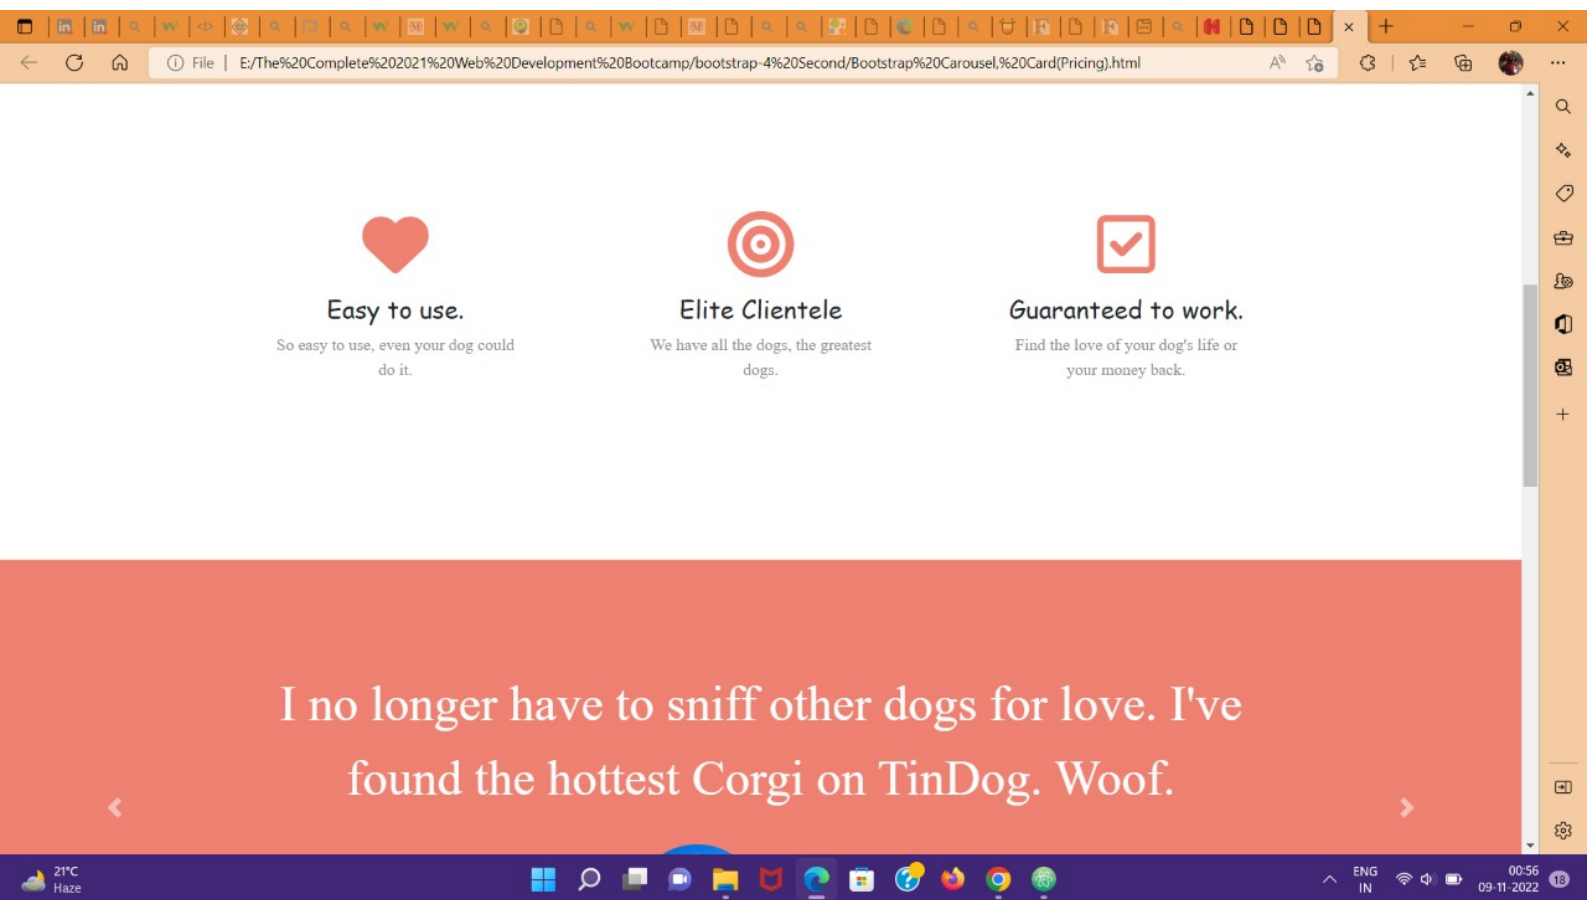 File
E:/The%20Complete%202021%20Web%20Development%20Bootcamp/bootstrap-4%20Second/Bootstrap%20Carousel,%20Card(Pricing).html
Easy to use.
So easy to use, even your dog could
do it.
Elite Clientele
We have all the dogs, the greatest
dogs.
Guaranteed to work.
Find the love of your dog's life or
your money back.
I no longer have to sniff other dogs for love. I've
found the hottest Corgi on TinDog. Woof.
21°C
Haze
ENG
IN
00:56
09-11-2022
18